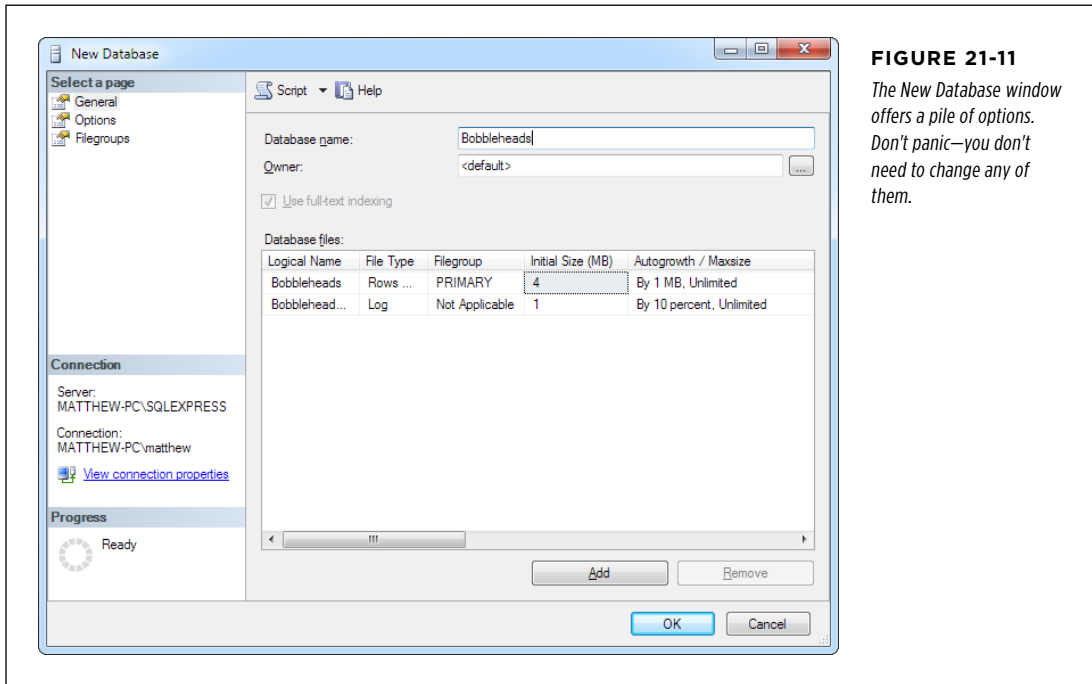 New Database
Select a page
General
Options
Filegroups
Script
Help
Database name:
Bobbleheads
Owner:
<default>
...
Use full-text indexing
Database files:
Logical Name File Type Filegroup Initial Size (MB) Autogrowth / Maxsize
Bobbleheads Rows ... PRIMARY 4 By 1 MB, Unlimited
Bobblehead... Log Not Applicable 1 By 10 percent, Unlimited
Connection
Server:
MATTHEW-PC\SQLEXPRESS
Connection:
MATTHEW-PC\matthew
View connection properties
Progress
Ready
Add
Remove
OK
Cancel
FIGURE 21-11
The New Database window
offers a pile of options.
Don't panic—you don't
need to change any of
them.